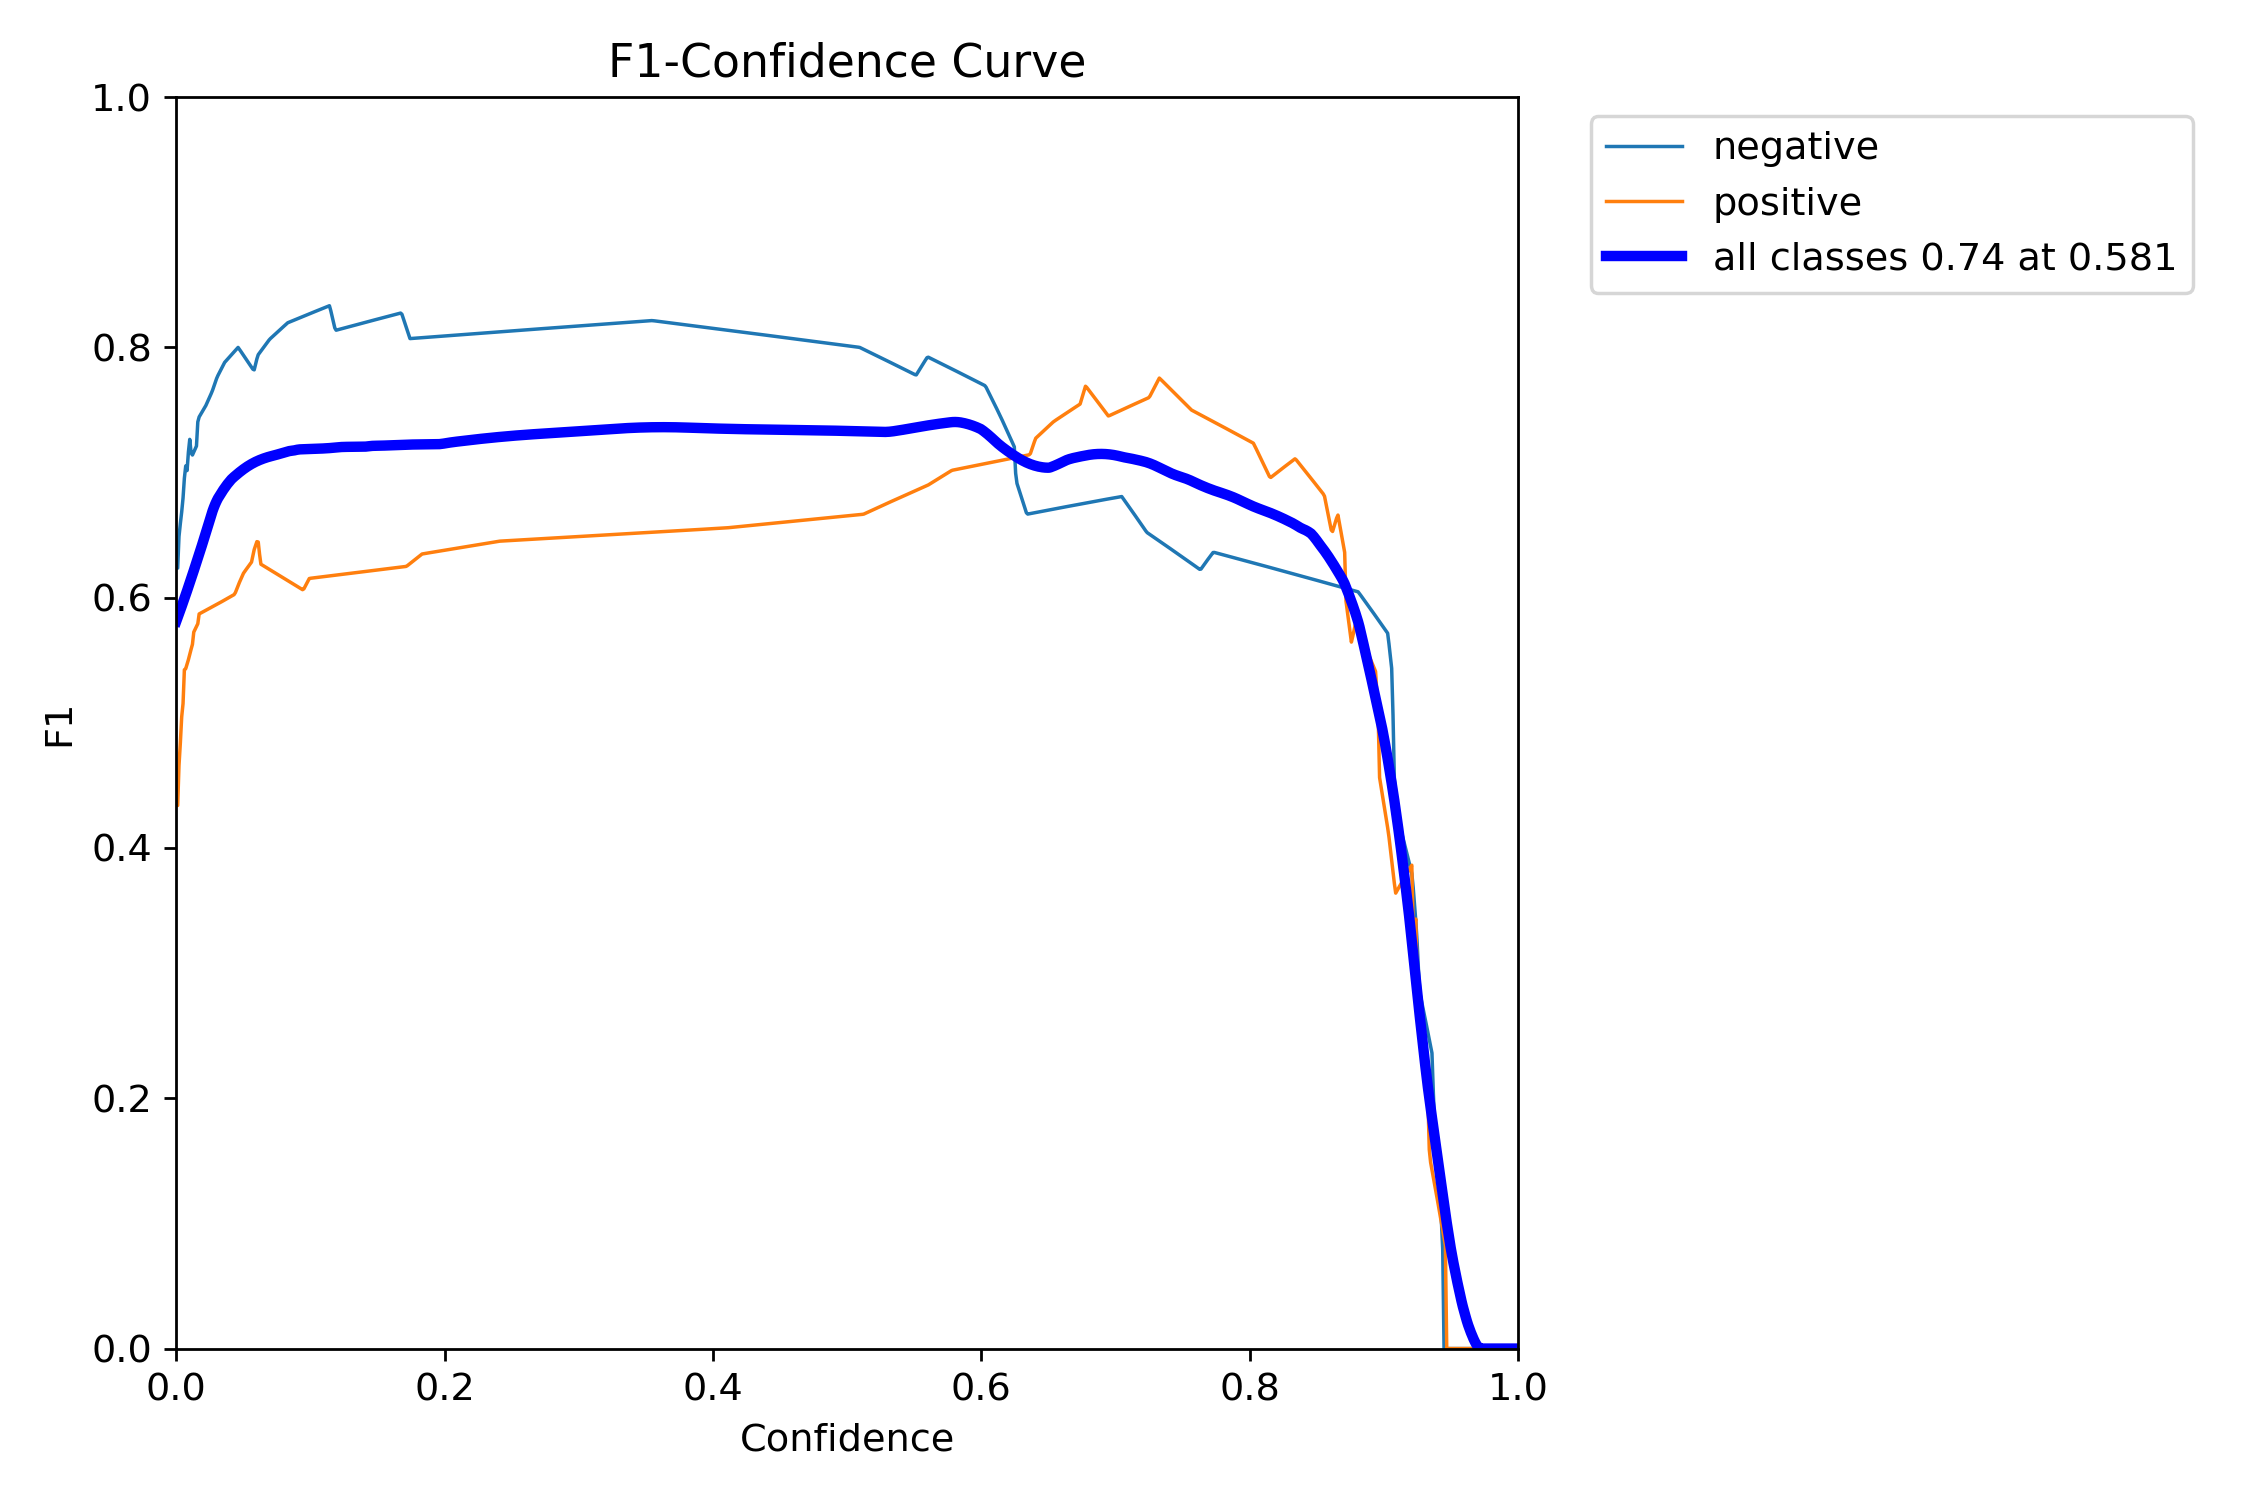 F1-Confidence Curve
1.0
0.8
0.6
0.4
0.2
0.0
F1
0.0 0.2 0.4 0.6 0.8 1.0
Confidence
negative
positive
all classes 0.74 at 0.581